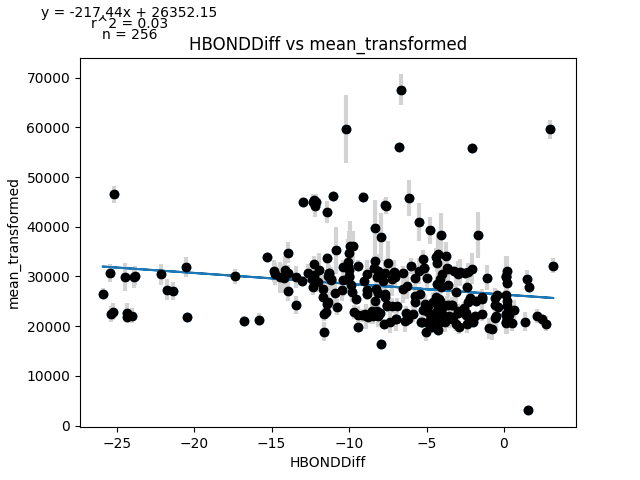 y = -217.44x + 26352.15
r^2 = 0.03
n = 256
HBONDDiff vs mean_transformed
70000
60000
50000
40000
30000
20000
10000
0
mean_transformed
−25 −20 −15 −10 −5 0
HBONDDiff